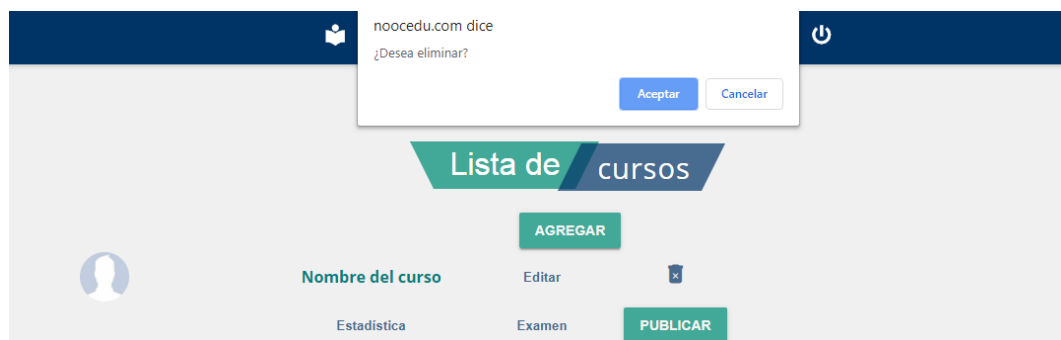 noocedu.com dice
¿Desea eliminar?
Aceptar Cancelar
Lista de cursos
AGREGAR
Nombre del curso Editar
Estadística Examen PUBLICAR